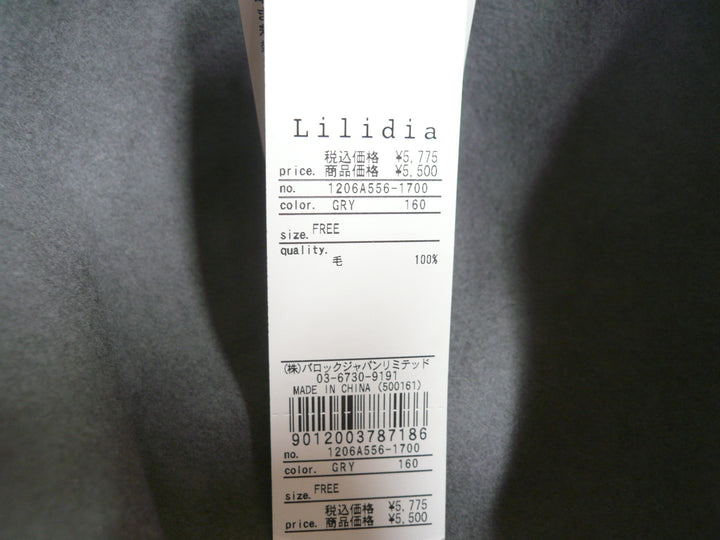 Lilidia
税込価格 ¥5,775
price. 商品価格 ¥5,500
no. 1206A556-1700
color. GRY 160
size. FREE
quality.
毛 100%
(株)バロックジャパンリミテッド
03-6730-9191
MADE IN CHINA (500161)
9012003787186
no. 1206A556-1700
color. GRY 160
size. FREE
税込価格 ¥5,775
price. 商品価格 ¥5,500